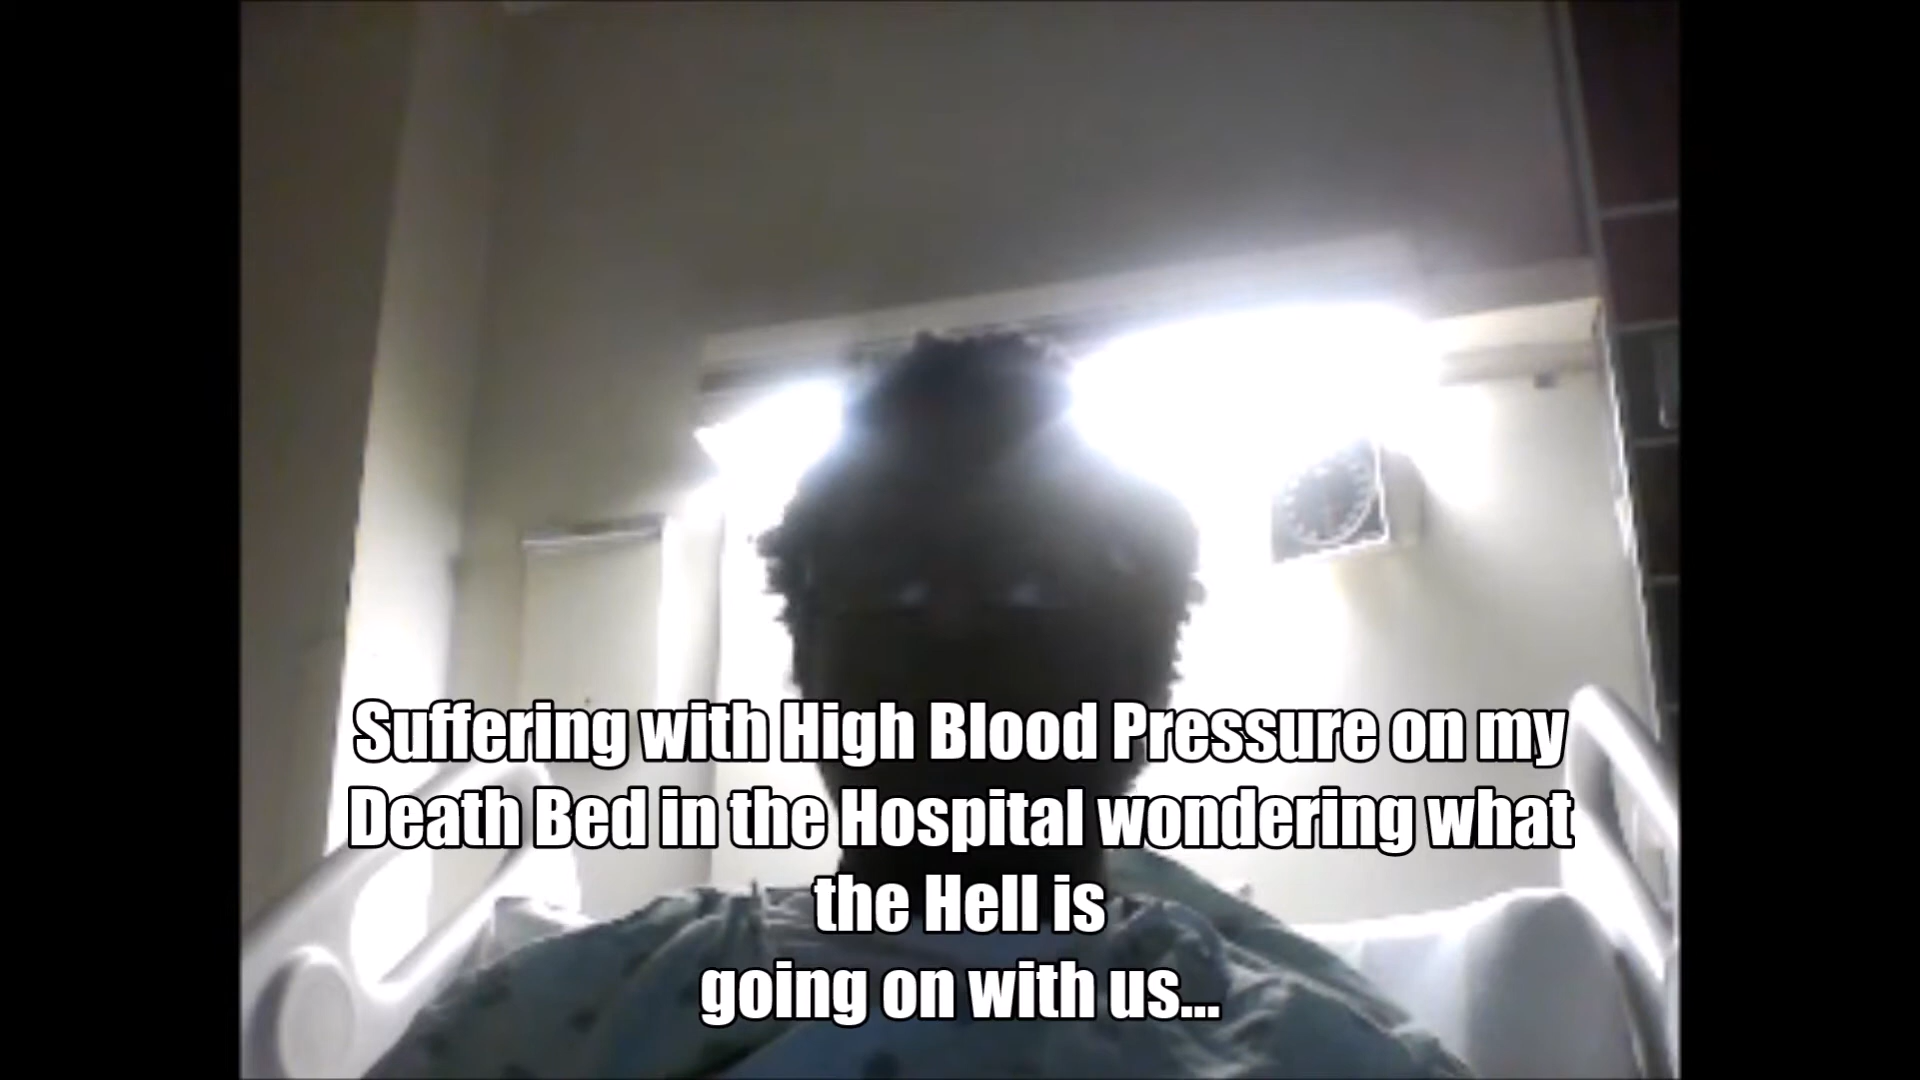 Suffering with High Blood Pressure on my
Death Bed in the Hospital wondering what
the Hell is
going on with us...